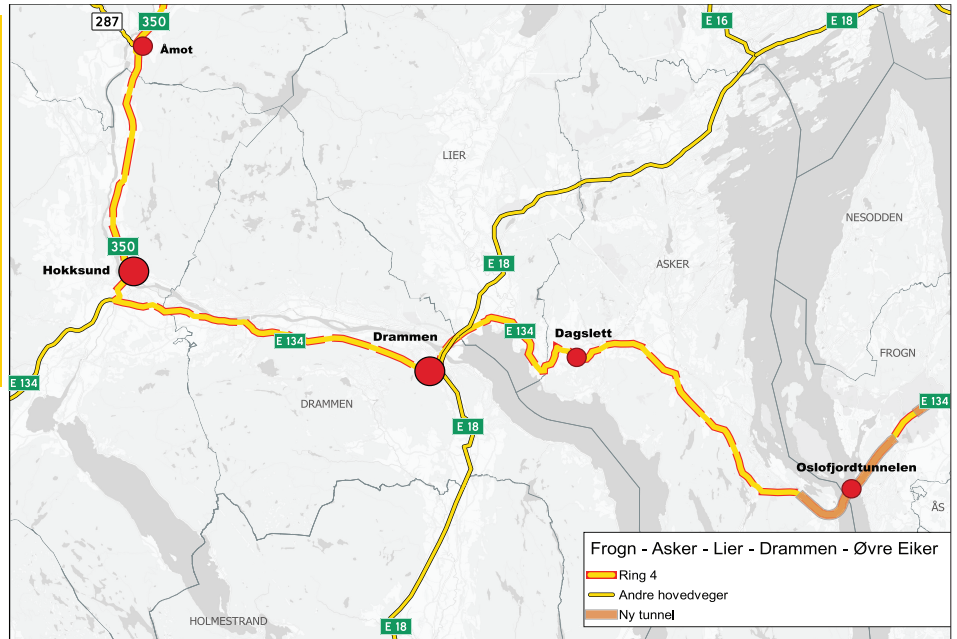 287
350
Åmot
E 16
E 18
LIER
NESODDEN
350
Hokksund
E 18
ASKER
Drammen
E 134
E 134
Dagslett
FROGN
E 134
DRAMMEN
E 134
E 18
Oslofjordtunnelen
ÅS
HOLMESTRAND
E 18
Frogn - Asker - Lier - Drammen - Øvre Eiker
Ring 4
Andre hovedveger
Ny tunnel